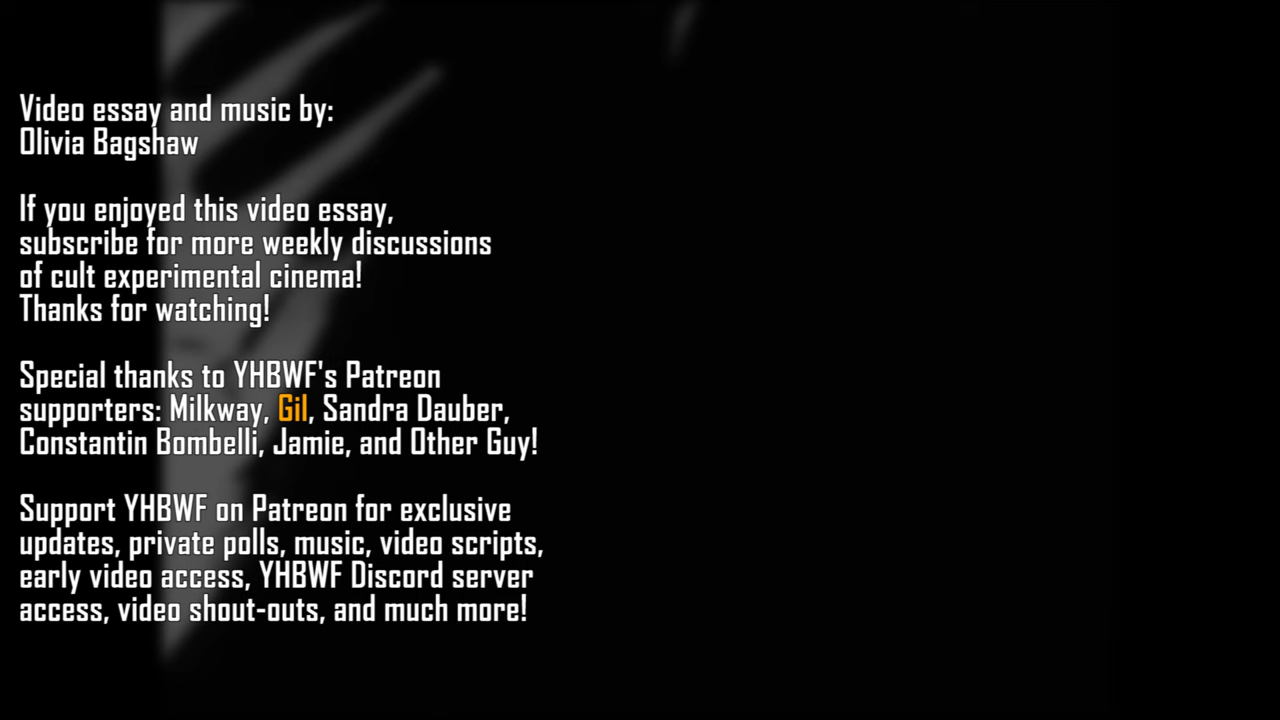 Video essay and music by:
Olivia Bagshaw
If you enjoyed this video essay,
subscribe for more weekly discussions
of cult experimental cinema!
Thanks for watching!
Special thanks to YHBWF's Patreon
supporters: Milkway, Gil, Sandra Dauber,
Constantin Bombelli, Jamie, and Other Guy!
Support YHBWF on Patreon for exclusive
updates, private polls, music, video scripts,
early video access, YHBWF Discord server
access, video shout-outs, and much more!